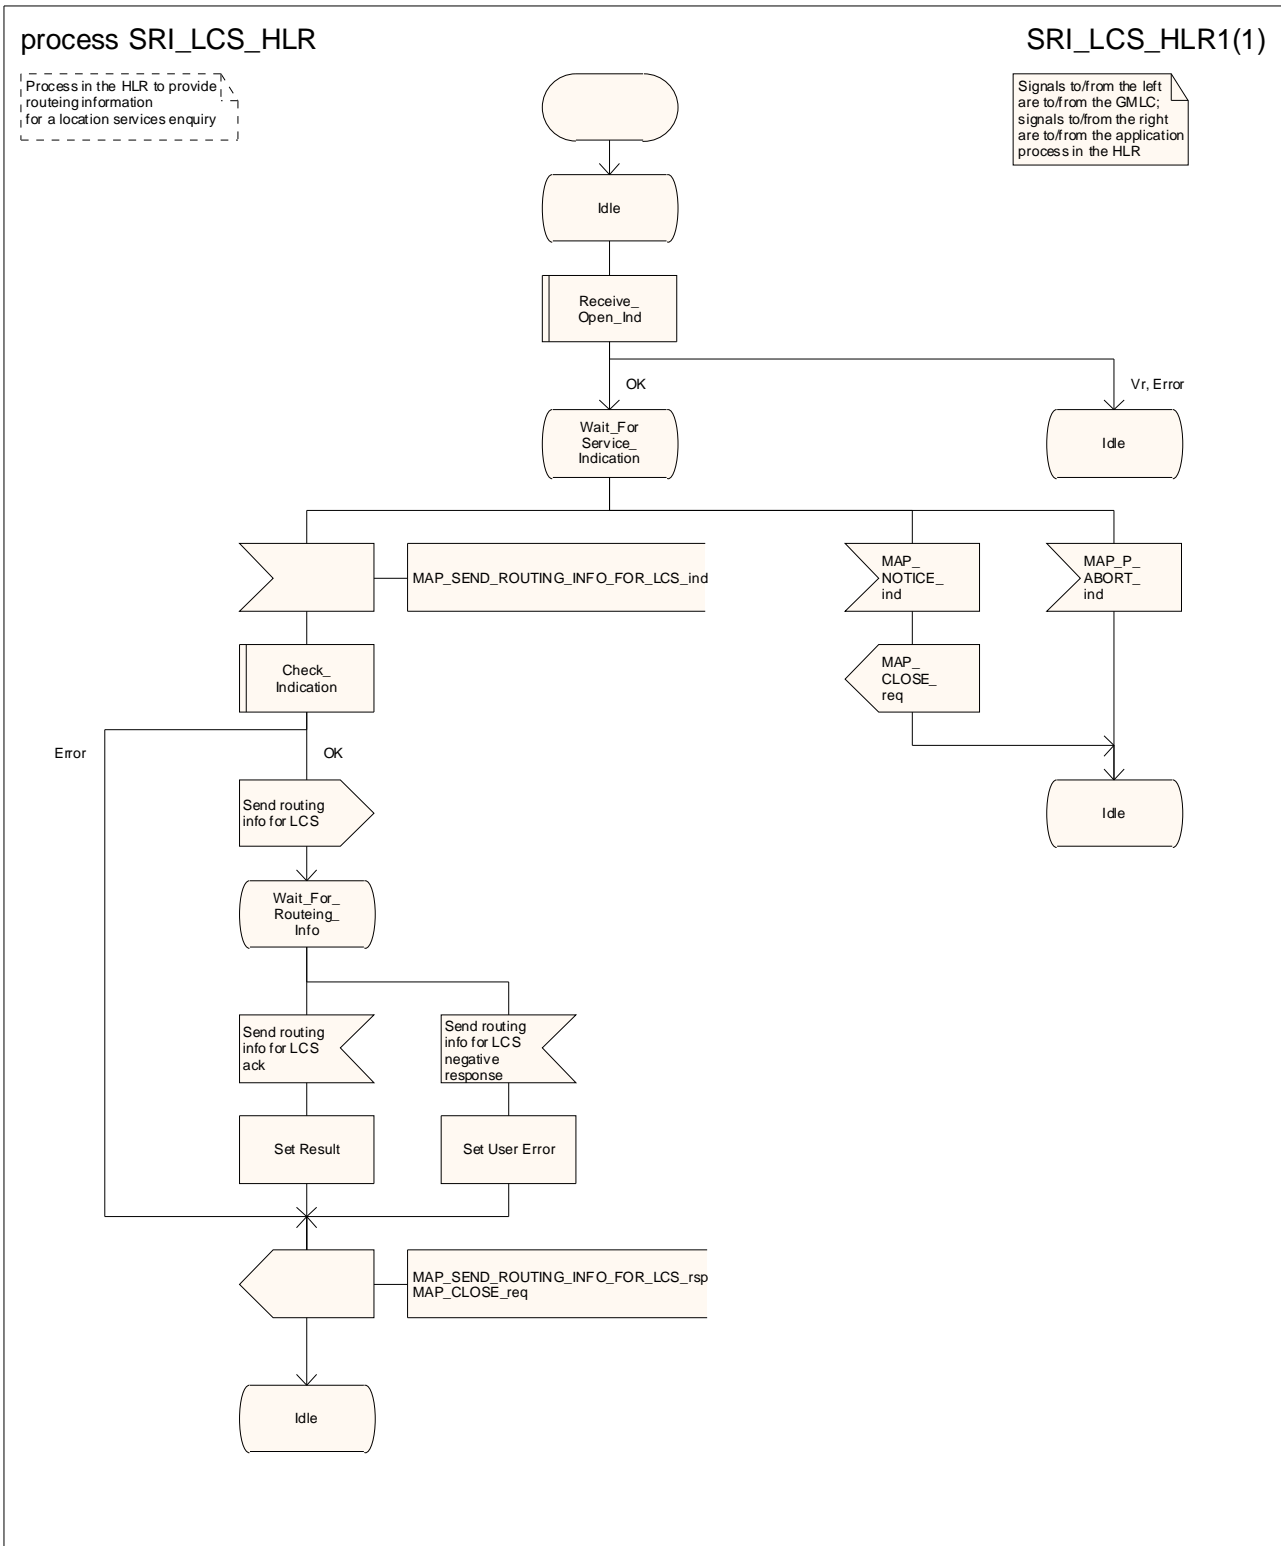 process SRI_LCS_HLR
SRI_LCS_HLR1(1)
Process in the HLR to provide
routeing information
for a location services enquiry
Signals to/from the left
are to/from the GMLC;
signals to/from the right
are to/from the application
process in the HLR
Idle
Receive_
Open_Ind
OK
Vr, Error
Wait_For
Service_
Indication
Idle
MAP_SEND_ROUTING_INFO_FOR_LCS_ind
MAP_
NOTICE_
ind
MAP_P_
ABORT_
ind
Check_
Indication
MAP_
CLOSE_
req
Error
OK
Send routing
info for LCS
Idle
Wait_For_
Routeing_
Info
Send routing
info for LCS
ack
Send routing
info for LCS
negative
response
Set Result
Set User Error
MAP_SEND_ROUTING_INFO_FOR_LCS_rsp
MAP_CLOSE_req
Idle